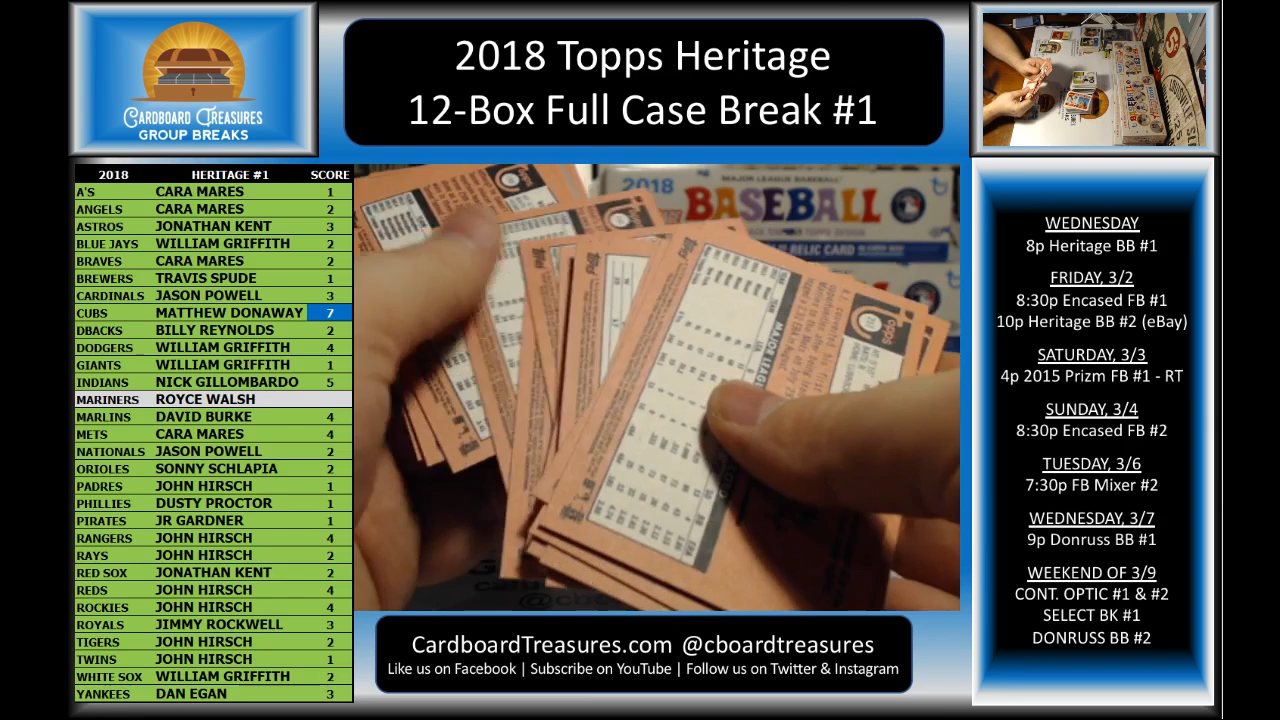 CARDBOARD TREASURES
GROUP BREAKS
2018 Topps Heritage
12-Box Full Case Break #1
2018 HERITAGE #1 SCORE
A'S CARA MARES 1
ANGELS CARA MARES 2
ASTROS JONATHAN KENT 3
BLUE JAYS WILLIAM GRIFFITH 2
BRAVES CARA MARES 2
BREWERS TRAVIS SPUDE 1
CARDINALS JASON POWELL 3
CUBS MATTHEW DONAWAY 7
DBACKS BILLY REYNOLDS 2
DODGERS WILLIAM GRIFFITH 4
GIANTS WILLIAM GRIFFITH 1
INDIANS NICK GILLOMBARDO 5
MARINERS ROYCE WALSH
MARLINS DAVID BURKE 4
METS CARA MARES 4
NATIONALS JASON POWELL 2
ORIOLES SONNY SCHLAPIA 2
PADRES JOHN HIRSCH 1
PHILLIES DUSTY PROCTOR 1
PIRATES JR GARDNER 1
RANGERS JOHN HIRSCH 4
RAYS JOHN HIRSCH 2
RED SOX JONATHAN KENT 2
REDS JOHN HIRSCH 4
ROCKIES JOHN HIRSCH 4
ROYALS JIMMY ROCKWELL 3
TIGERS JOHN HIRSCH 2
TWINS JOHN HIRSCH 1
WHITE SOX WILLIAM GRIFFITH 2
YANKEES DAN EGAN 3
MAJOR LEAGUE BASEBALL
2018
BASEBALL
RELIC CARD
Topps
MAJOR LEAGUE
CardboardTreasures.com @cboardtreasures
Like us on Facebook | Subscribe on YouTube | Follow us on Twitter & Instagram
WEDNESDAY
8p Heritage BB #1
FRIDAY, 3/2
8:30p Encased FB #1
10p Heritage BB #2 (eBay)
SATURDAY, 3/3
4p 2015 Prizm FB #1 - RT
SUNDAY, 3/4
8:30p Encased FB #2
TUESDAY, 3/6
7:30p FB Mixer #2
WEDNESDAY, 3/7
9p Donruss BB #1
WEEKEND OF 3/9
CONT. OPTIC #1 & #2
SELECT BK #1
DONRUSS BB #2